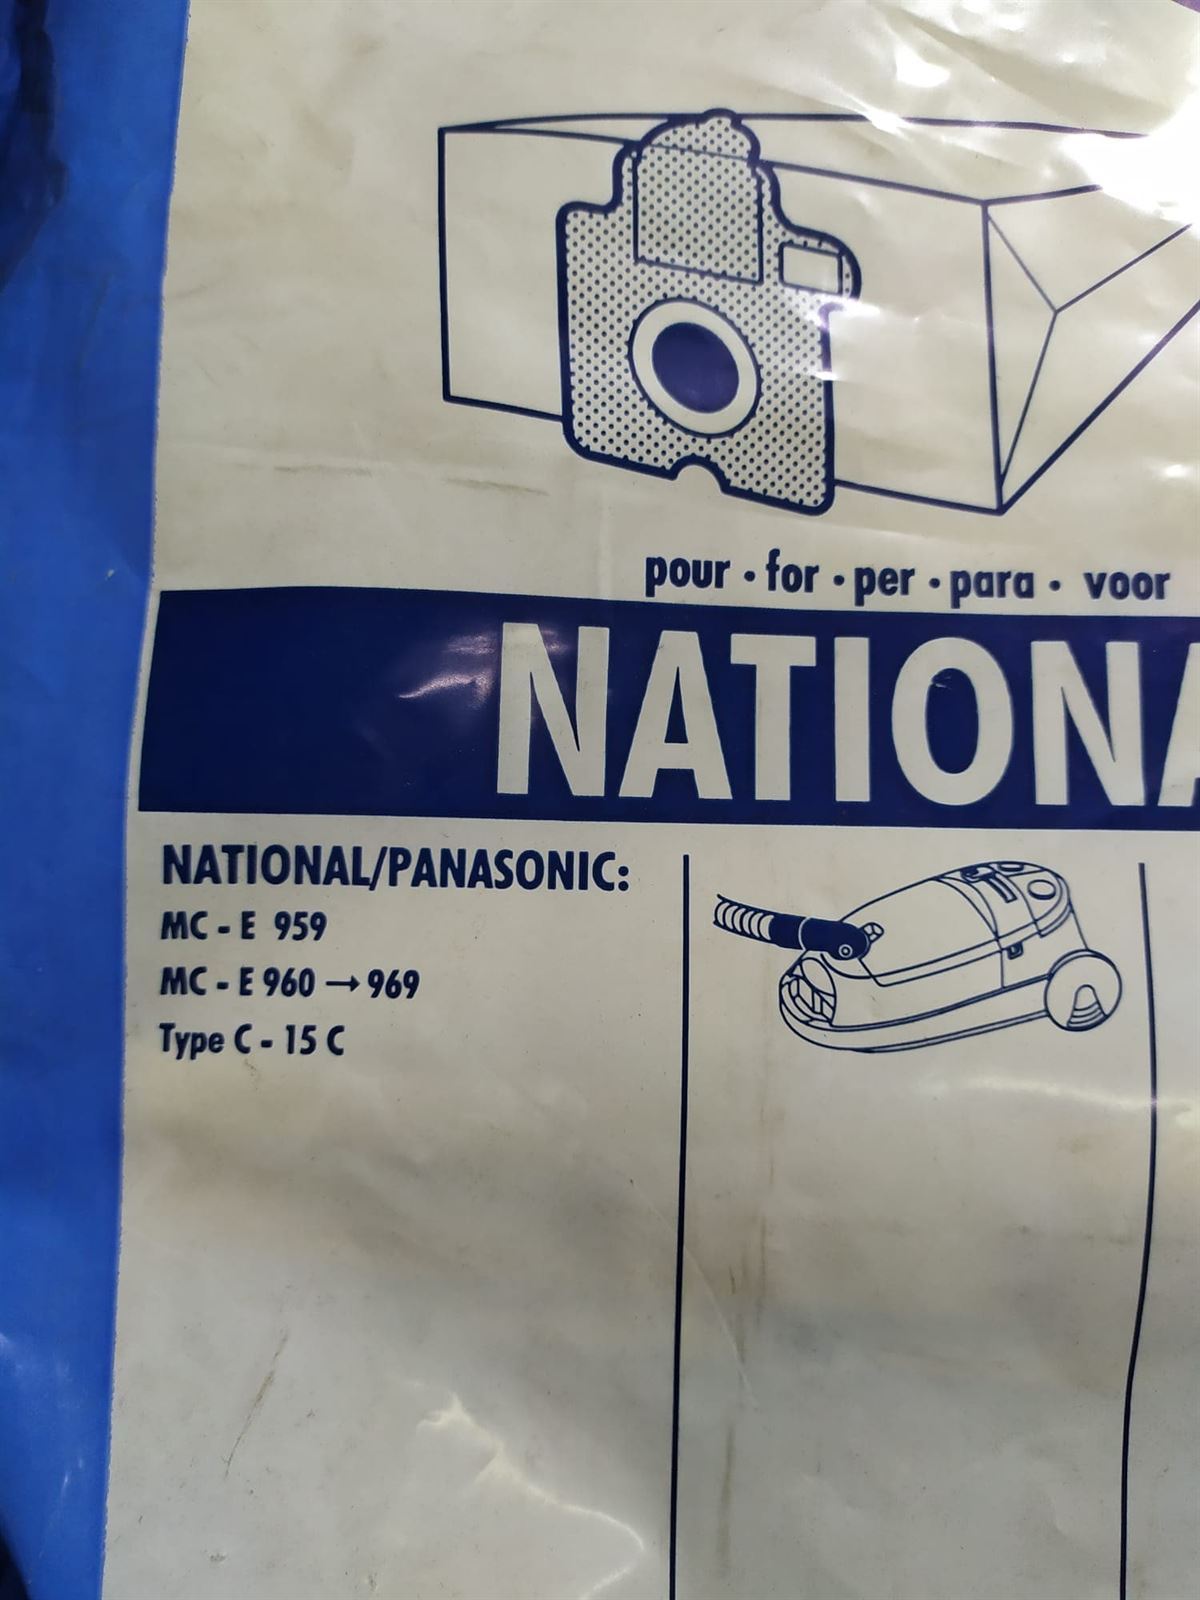 pour • for • per • para • voor
NATIONA
NATIONAL/PANASONIC:
MC - E 959
MC - E 960 → 969
Type C - 15 C